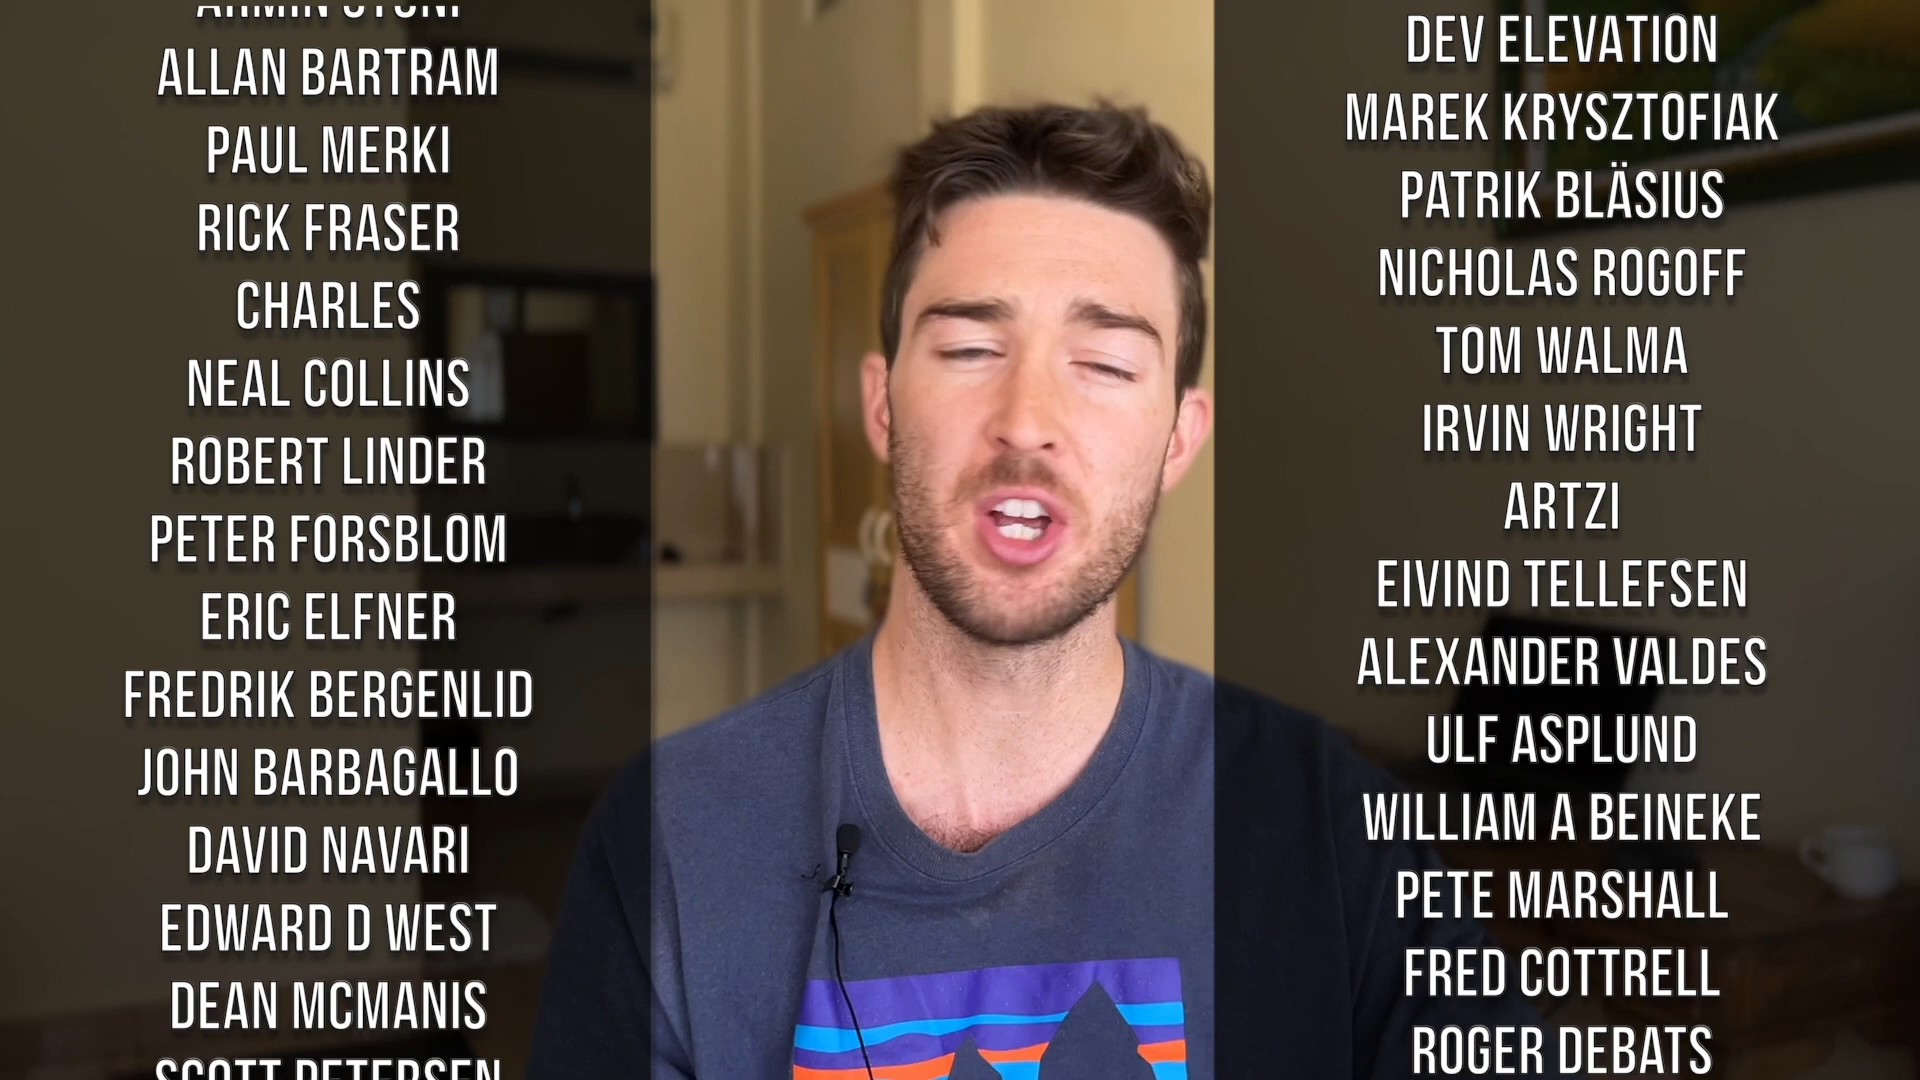 ALLAN BARTRAM
PAUL MERKI
RICK FRASER
CHARLES
NEAL COLLINS
ROBERT LINDER
PETER FORSBLOM
ERIC ELFNER
FREDRIK BERGENLID
JOHN BARBAGALLO
DAVID NAVARI
EDWARD D WEST
DEAN MCMANIS
SCOTT PETERSEN
DEV ELEVATION
MAREK KRYSZTOFIAK
PATRIK BLÄSIUS
NICHOLAS ROGOFF
TOM WALMA
IRVIN WRIGHT
ARTZI
EIVIND TELLEFSEN
ALEXANDER VALDES
ULF ASPLUND
WILLIAM A BEINEKE
PETE MARSHALL
FRED COTTRELL
ROGER DEBATS